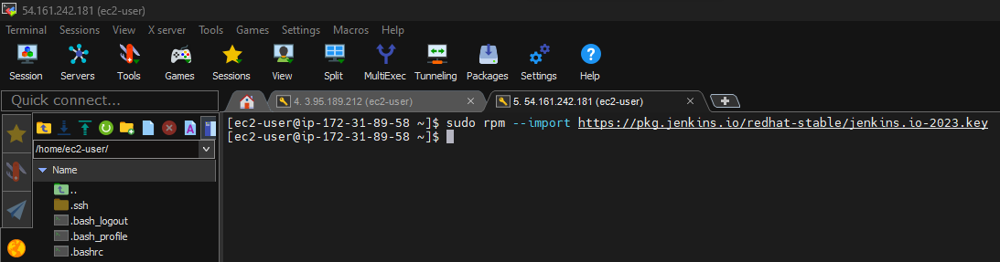 54.161.242.181 (ec2-user)
Terminal Sessions View X server Tools Games Settings Macros Help
Session Servers Tools Games Sessions View Split MultiExec Tunneling Packages Settings Help
Quick connect...
4. 3.95.189.212 (ec2-user)
5. 54.161.242.181 (ec2-user)
/home/ec2-user/
Name
..
.ssh
.bash_logout
.bash_profile
.bashrc
[ec2-user@ip-172-31-89-58 ~]$ sudo rpm --import https://pkg.jenkins.io/redhat-stable/jenkins.io-2023.key
[ec2-user@ip-172-31-89-58 ~]$